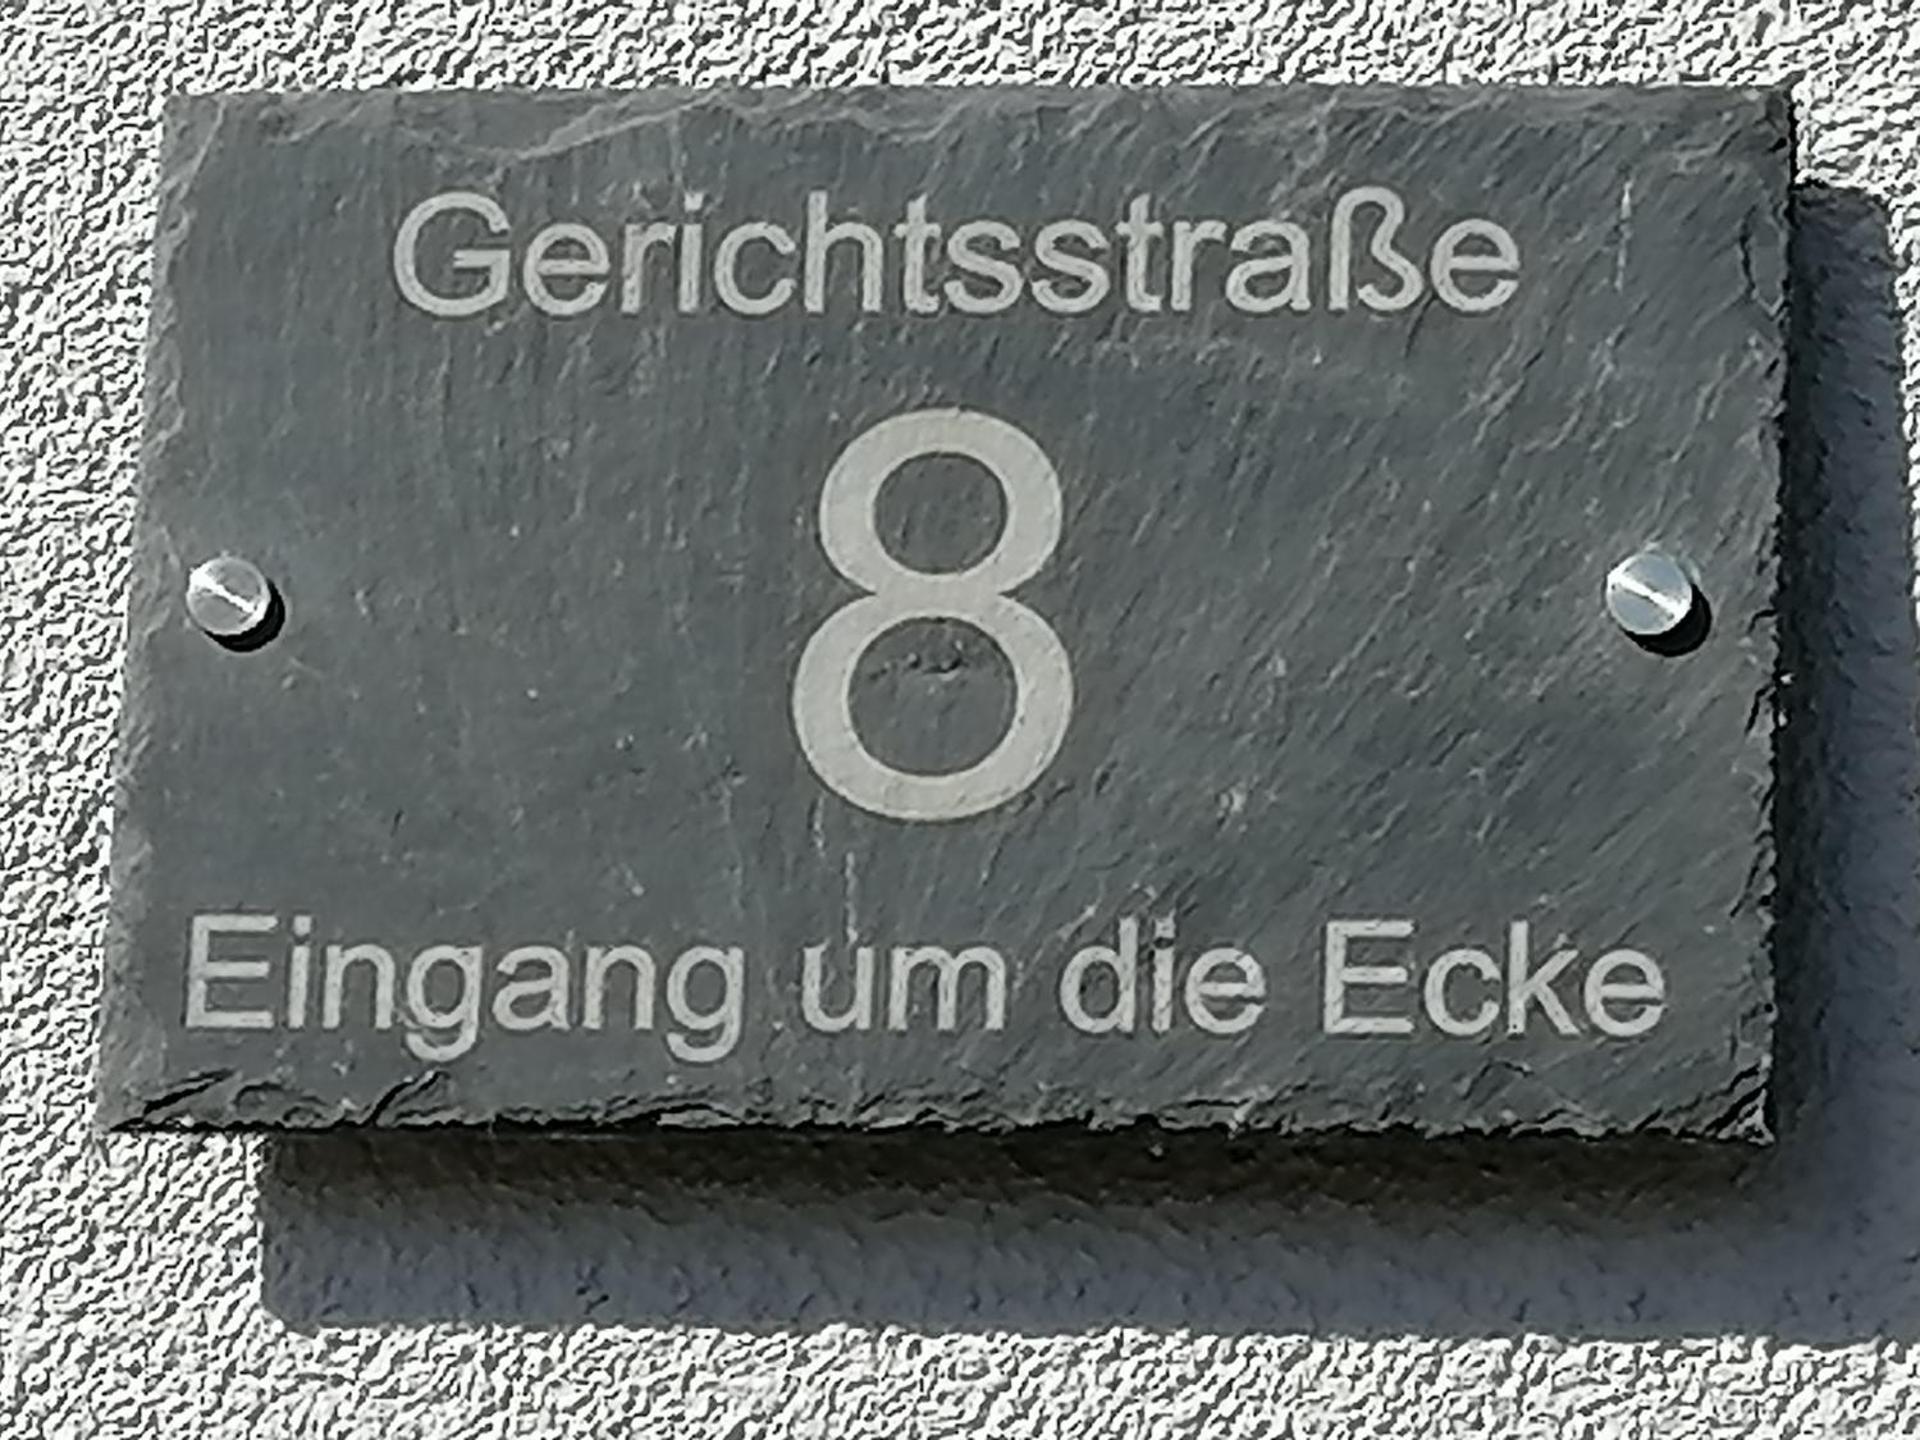 Gerichtsstraße
8
Eingang um die Ecke